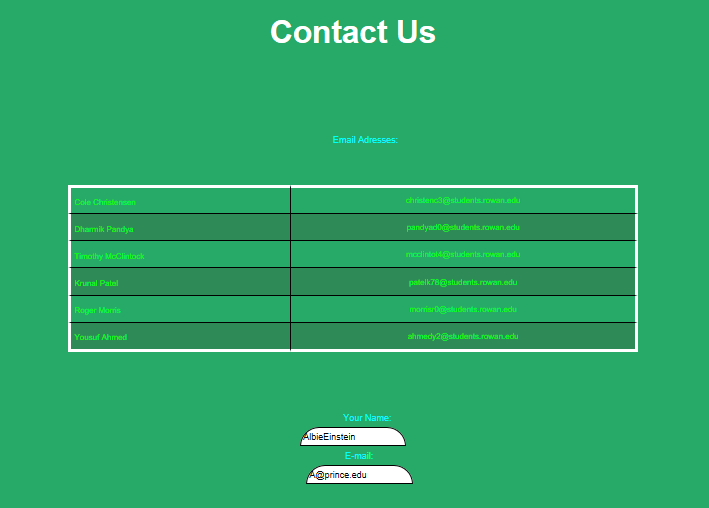 Contact Us
Email Adresses:
Cole Christensen christenc3@students.rowan.edu
Dharmik Pandya pandyad0@students.rowan.edu
Timothy McClintock mcclintot4@students.rowan.edu
Krunal Patel patelk78@students.rowan.edu
Roger Morris morrisr0@students.rowan.edu
Yousuf Ahmed ahmedy2@students.rowan.edu
Your Name:
AlbieEinstein
E-mail:
A@prince.edu